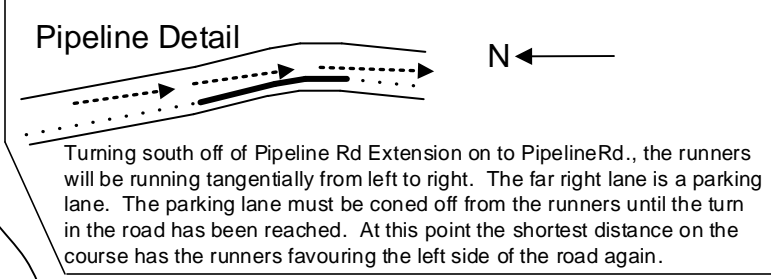 Pipeline Detail
N
Turning south off of Pipeline Rd Extension on to PipelineRd., the runners
will be running tangentially from left to right. The far right lane is a parking
lane. The parking lane must be coned off from the runners until the turn
in the road has been reached. At this point the shortest distance on the
course has the runners favouring the left side of the road again.